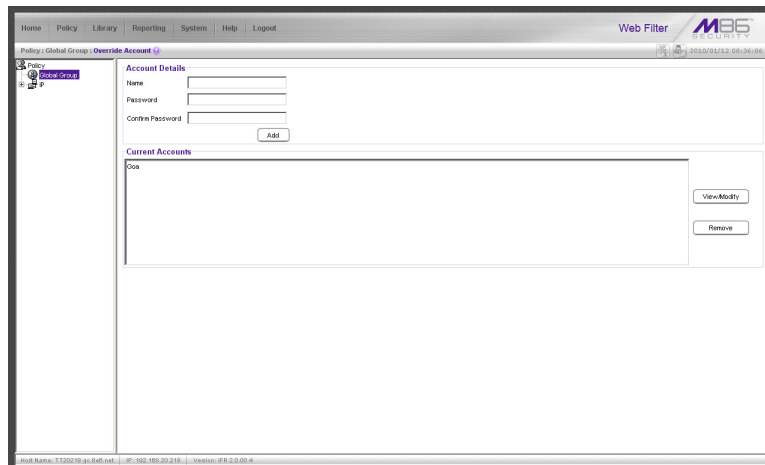 Home Policy Library Reporting System Help Logout Web Filter M86 SECURITY
Policy : Global Group : Override Account 2010/01/12 08:36:06
Policy
Global Group
IP
Account Details
Name
Password
Confirm Password
Add
Current Accounts
Goa
View/Modify
Remove
Host Name: TT20218.qc.8e6.net IP: 192.168.20.218 Version: IFR 2.0.00.4